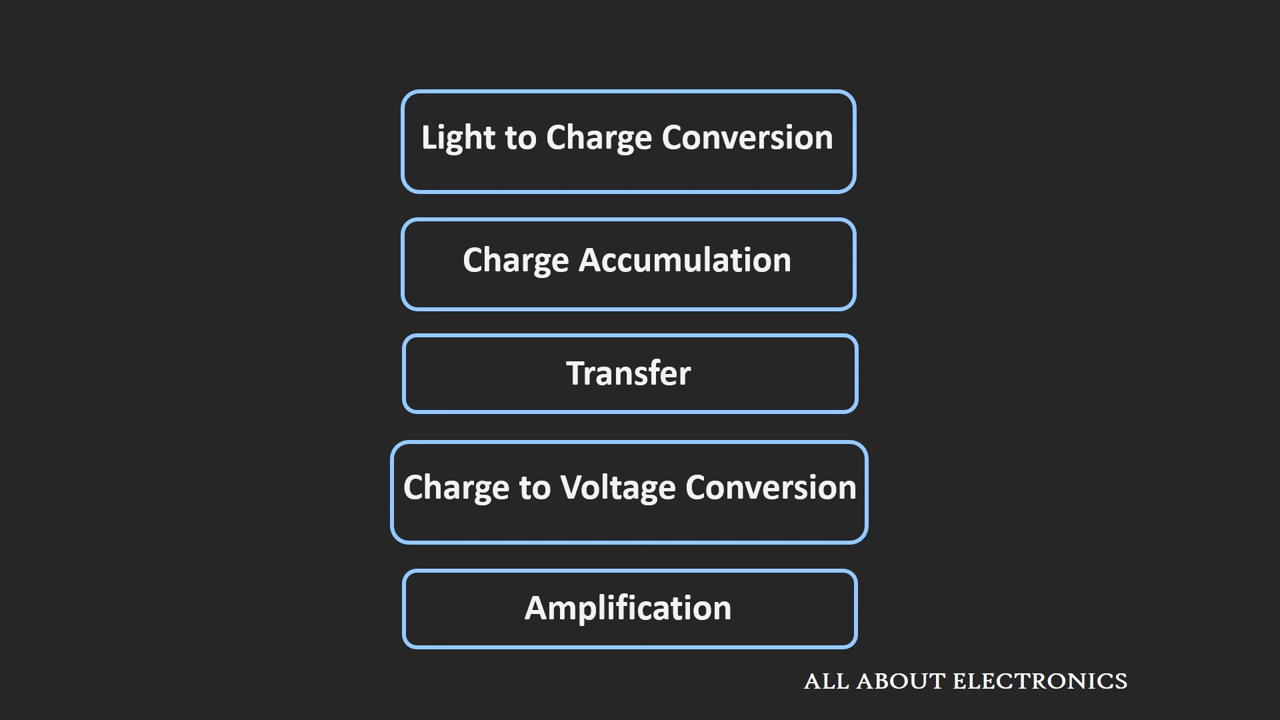 Light to Charge Conversion
Charge Accumulation
Transfer
Charge to Voltage Conversion
Amplification
ALL ABOUT ELECTRONICS